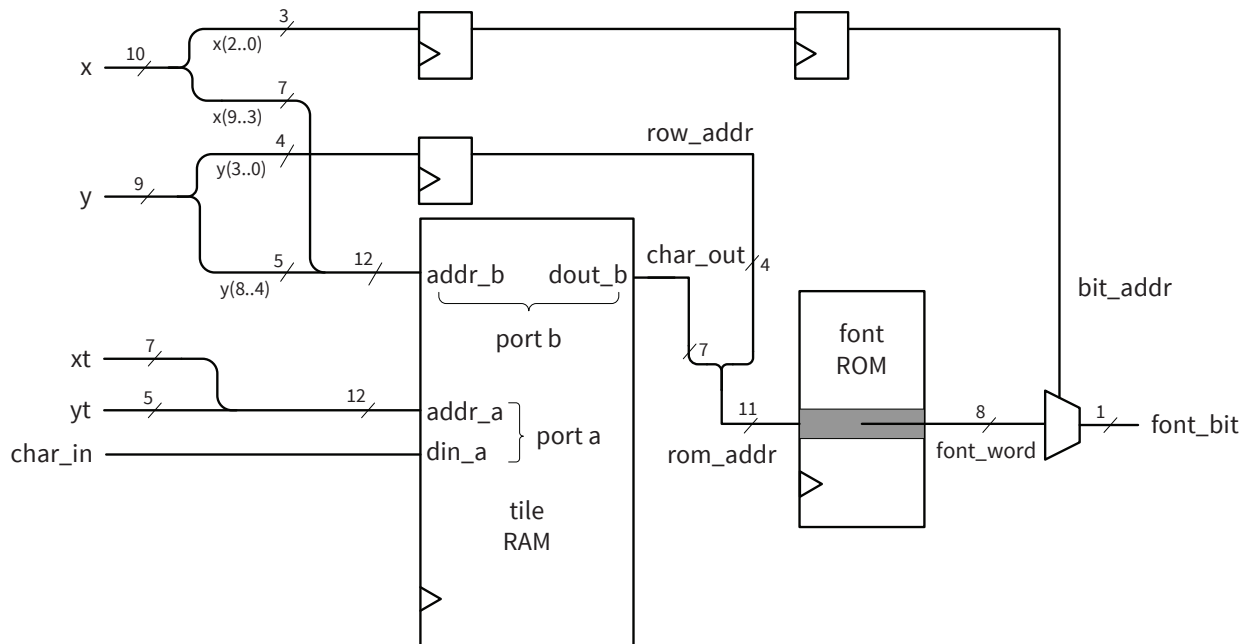 3
x(2..0)
10
x
7
x(9..3)
row_addr
4
y(3..0)
9
y
char_out
4
5
12
addr_b
dout_b
y(8..4)
bit_addr
port b
font
ROM
xt
7
7
yt
5
12
addr_a
port a
11
8
1
font_bit
char_in
din_a
rom_addr
font_word
tile
RAM